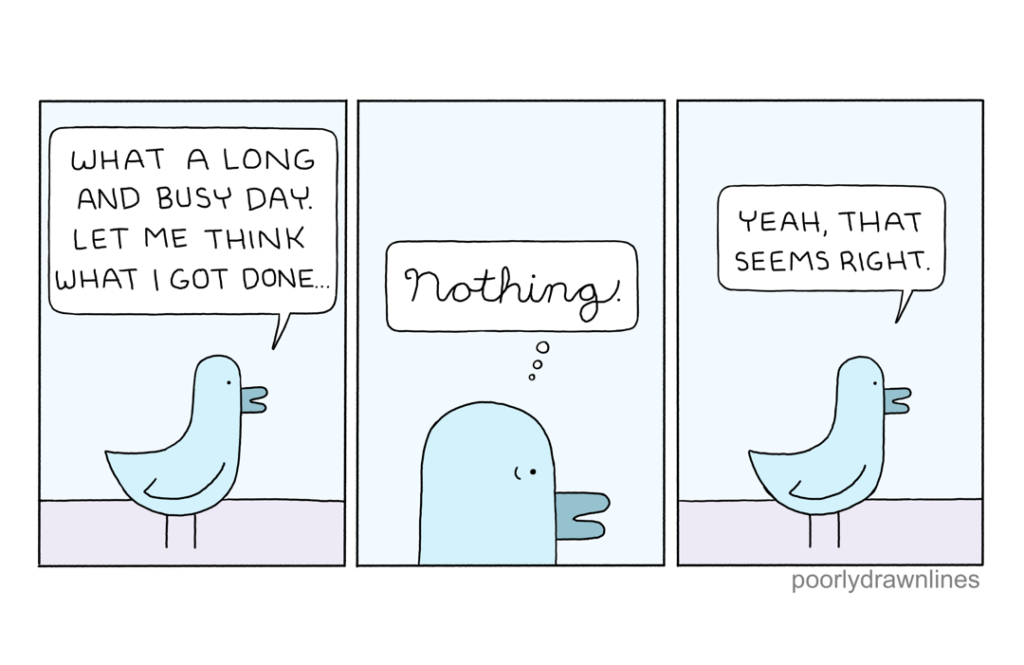 WHAT A LONG
AND BUSY DAY.
LET ME THINK
WHAT I GOT DONE...
Nothing.
YEAH, THAT
SEEMS RIGHT.
poorlydrawnlines